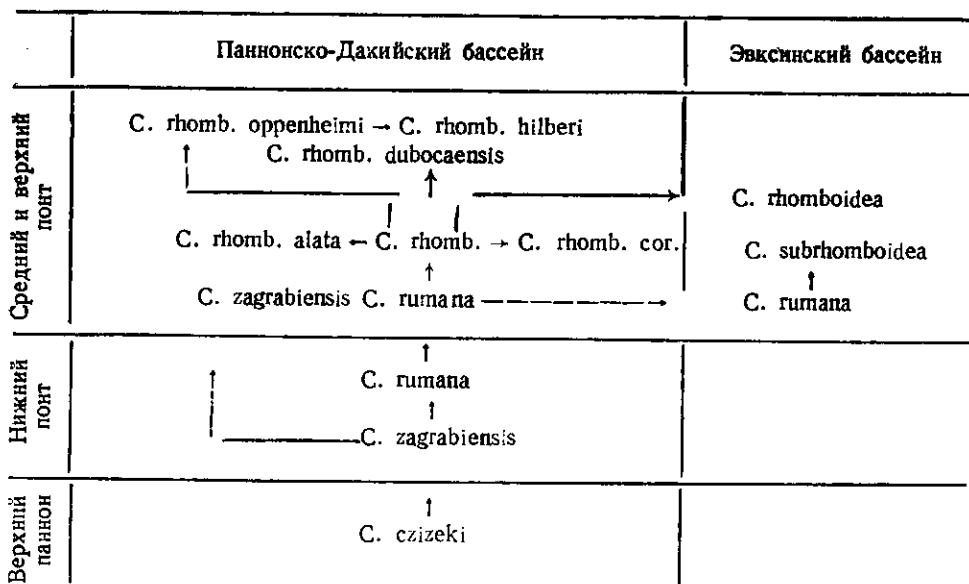 Паннонско-Дакийский бассейн
Эвксинский бассейн
Средний и верхний
понт
C. rhomb. oppenheimi → C. rhomb. hilberi
C. rhomb. dubocaensis
C. rhomboidea
C. rhomb. alata ← C. rhomb. → C. rhomb. cor.
C. subrhomboidea
C. zagrabiensis C. rumana
C. rumana
Нижний
понт
C. rumana
C. zagrabiensis
Верхний
паннон
C. czizeki